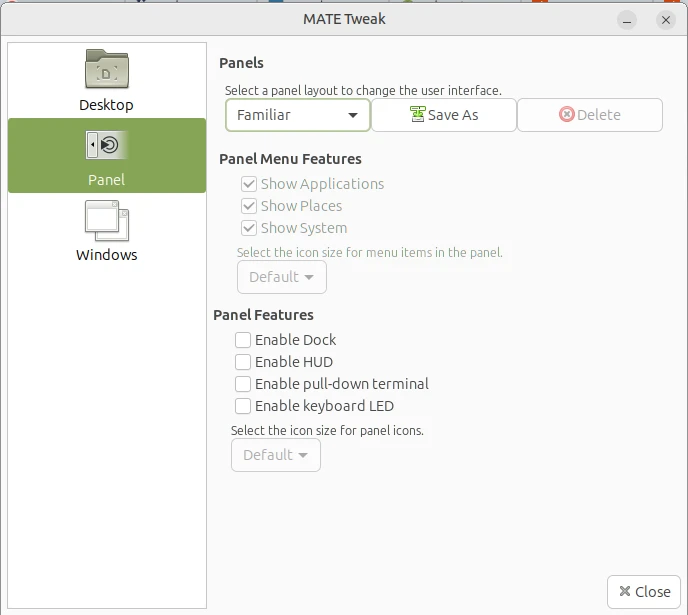 MATE Tweak
Desktop
Panel
Windows
Panels
Select a panel layout to change the user interface.
Familiar Save As Delete
Panel Menu Features
Show Applications
Show Places
Show System
Select the icon size for menu items in the panel.
Default
Panel Features
Enable Dock
Enable HUD
Enable pull-down terminal
Enable keyboard LED
Select the icon size for panel icons.
Default
Close